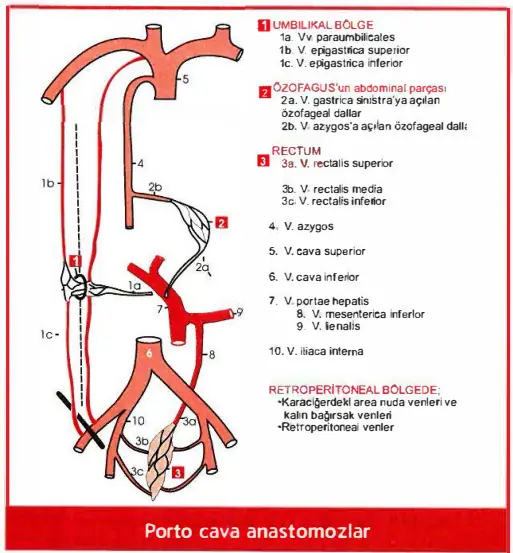 1 UMBILIKAL BÖLGE
1a. Vv. paraumbilicales
1b. V. epigastrica superior
1c. V. epigastrica inferior
2 ÖZOFAGUS'un abdominal parçası
2a. V. gastrica sinistra'ya açılan
özofageal dallar
2b. V. azygos'a açılan özofageal dalla
3 RECTUM
3a. V. rectalis superior
3b. V. rectalis media
3c. V. rectalis inferior
4. V. azygos
5. V. cava superior
6. V. cava inferior
7. V. portae hepatis
8. V. mesenterica inferior
9. V. lienalis
10. V. iliaca interna
RETROPERİTONEAL BÖLGEDE;
•Karaciğerdeki area nuda venleri ve
kalın bağırsak venleri
•Retroperitoneal venler
5
4
1b
2b
2
1
2a
1a
7
9
1c
6
8
10
3a
3b
3c
3
Porto cava anastomozlar